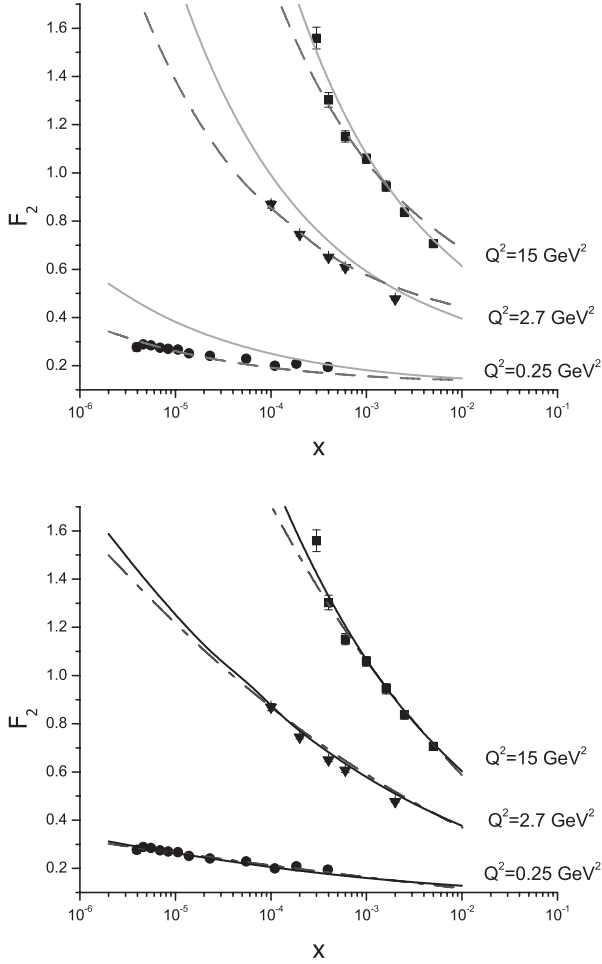 1.6
1.4
1.2
1.0
0.8
0.6
0.4
0.2
F₂
Q²=15 GeV²
Q²=2.7 GeV²
Q²=0.25 GeV²
10⁻⁶ 10⁻⁵ 10⁻⁴ 10⁻³ 10⁻² 10⁻¹
x
1.6
1.4
1.2
1.0
0.8
0.6
0.4
0.2
F₂
Q²=15 GeV²
Q²=2.7 GeV²
Q²=0.25 GeV²
10⁻⁶ 10⁻⁵ 10⁻⁴ 10⁻³ 10⁻² 10⁻¹
x